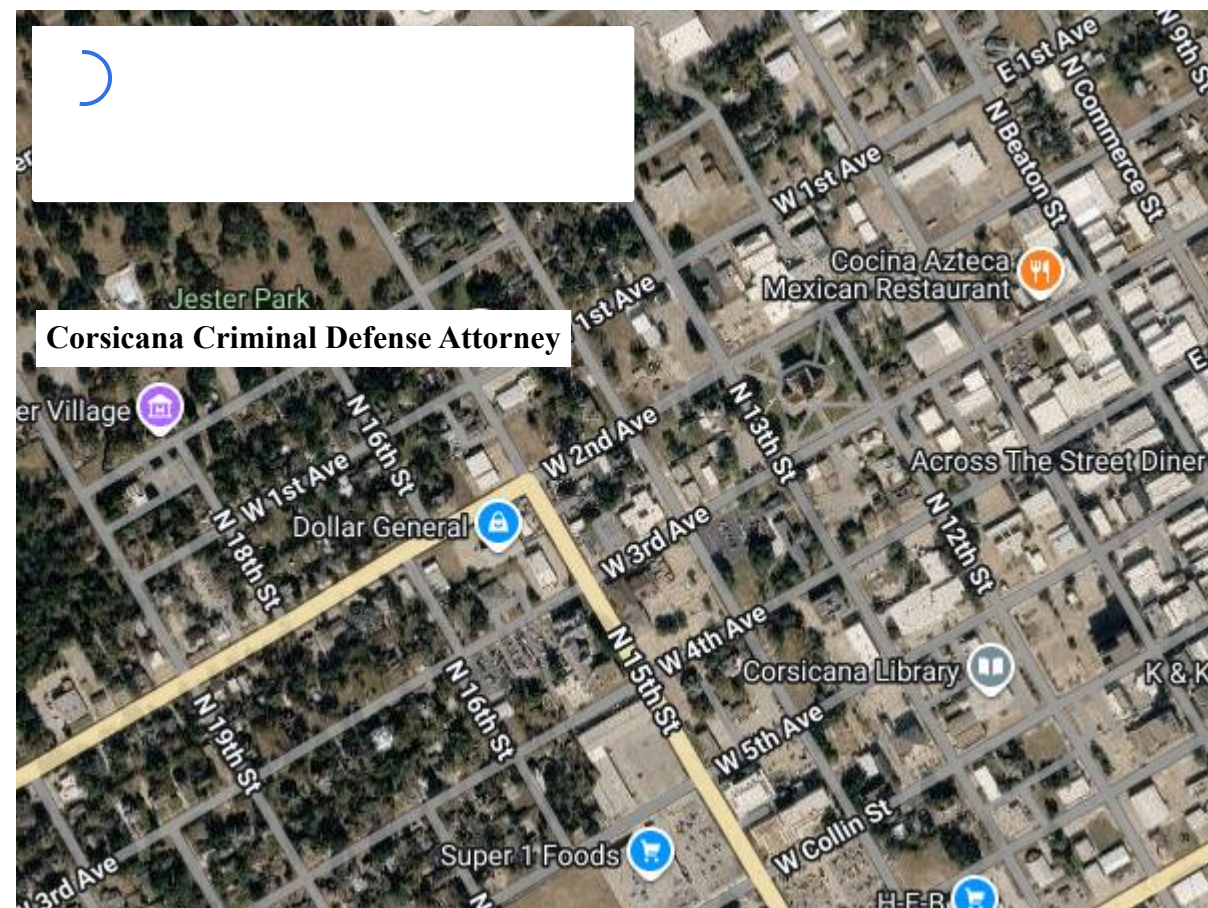 E 1st Ave
N 9th St
N Commerce St
N Beaton St
W 1st Ave
Cocina Azteca
Mexican Restaurant
Jester Park
1st Ave
Corsicana Criminal Defense Attorney
er Village
N 16th St
W 2nd Ave
N 13th St
W 1st Ave
Across The Street Diner
Dollar General
N 18th St
W 3rd Ave
N 12th St
W 4th Ave
N 15th St
Corsicana Library
K & K
N 16th St
N 19th St
W 5th Ave
W Collin St
Super 1 Foods
3rd Ave
H-E-B